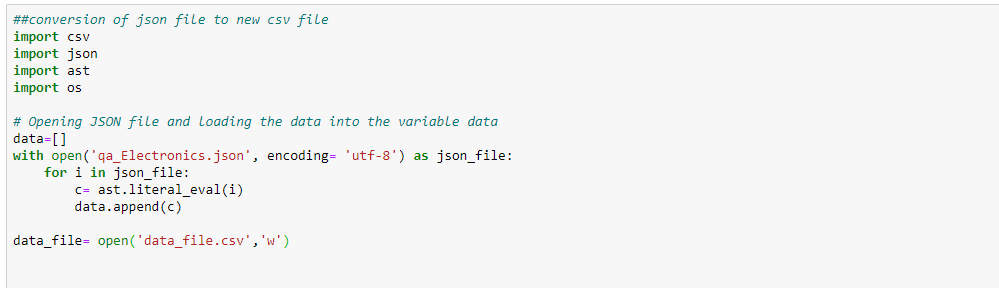 ##conversion of json file to new csv file
import csv
import json
import ast
import os
# Opening JSON file and loading the data into the variable data
data=[]
with open('qa_Electronics.json', encoding= 'utf-8') as json_file:
    for i in json_file:
        c= ast.literal_eval(i)
        data.append(c)
data_file= open('data_file.csv','w')